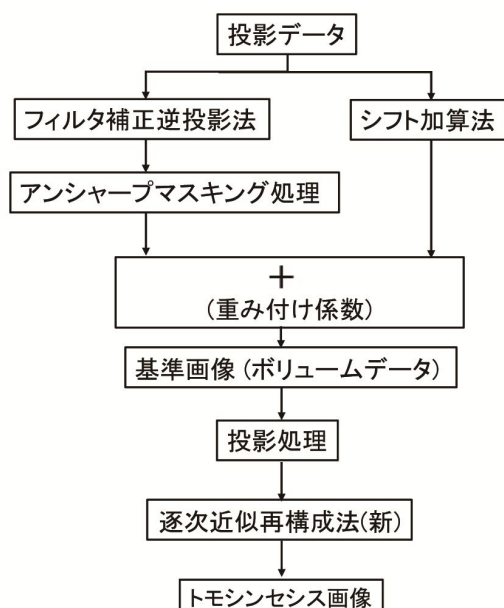 投影データ
フィルタ補正逆投影法
シフト加算法
アンシャープマスキング処理
+
(重み付け係数)
基準画像(ボリュームデータ)
投影処理
逐次近似再構成法(新)
トモシンセシス画像